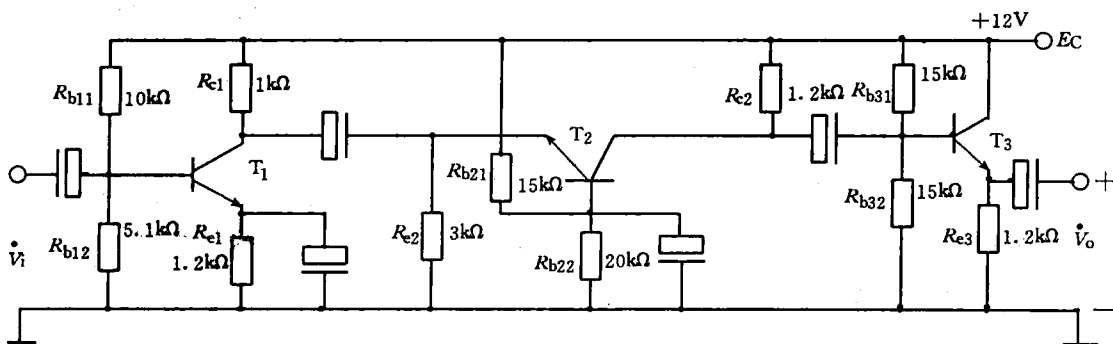 +12V
E_C
R_b11
10kΩ
R_c1
1kΩ
R_c2
1.2kΩ
R_b31
15kΩ
T_1
T_2
T_3
R_b21
15kΩ
R_b32
15kΩ
R_b12
5.1kΩ
R_e1
1.2kΩ
R_e2
3kΩ
R_b22
20kΩ
R_e3
1.2kΩ
V̇_i
V̇_o
+
−